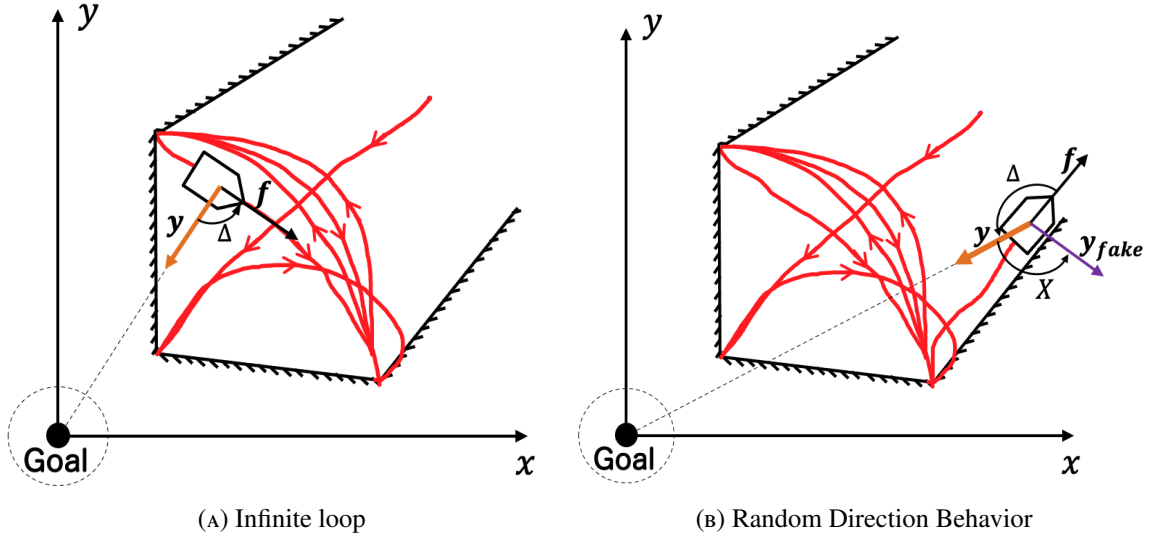 y
f
y
Δ
Goal
x
(A) Infinite loop
y
f
Δ
y
y_fake
X
Goal
x
(B) Random Direction Behavior